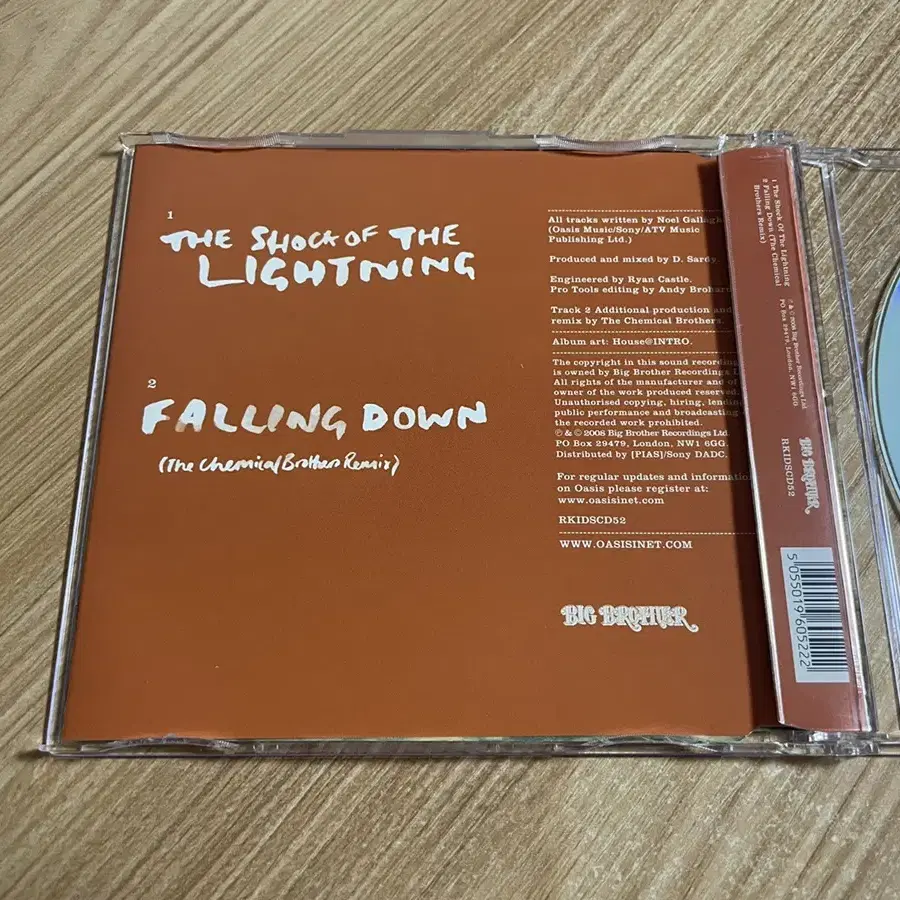 1
THE SHOCK OF THE
LIGHTNING
2
FALLING DOWN
(The Chemical Brothers Remix)
All tracks written by Noel Gallagh
(Oasis Music/Sony/ATV Music
Publishing Ltd.)
Produced and mixed by D. Sardy.
Engineered by Ryan Castle.
Pro Tools editing by Andy Brohard
Track 2 Additional production and
remix by The Chemical Brothers.
Album art: House@INTRO.
The copyright in this sound recording
is owned by Big Brother Recordings L
All rights of the manufacturer and of
owner of the work produced reserved.
Unauthorised copying, hiring, lending
public performance and broadcasting
the recorded work prohibited.
℗ & © 2008 Big Brother Recordings Ltd
PO Box 29479, London, NW1 6GG.
Distributed by [PIAS]/Sony DADC.
For regular updates and information
on Oasis please register at:
www.oasisinet.com
RKIDSCD52
WWW.OASISINET.COM
BIG BROTHER
1 The Shock Of The Lightning
2 Falling Down (The Chemical
Brothers Remix)
℗ & © 2008 Big Brother Recordings Ltd.
PO Box 29479, London, NW1 6GG
BIG BROTHER
RKIDSCD52
5 055019 605222